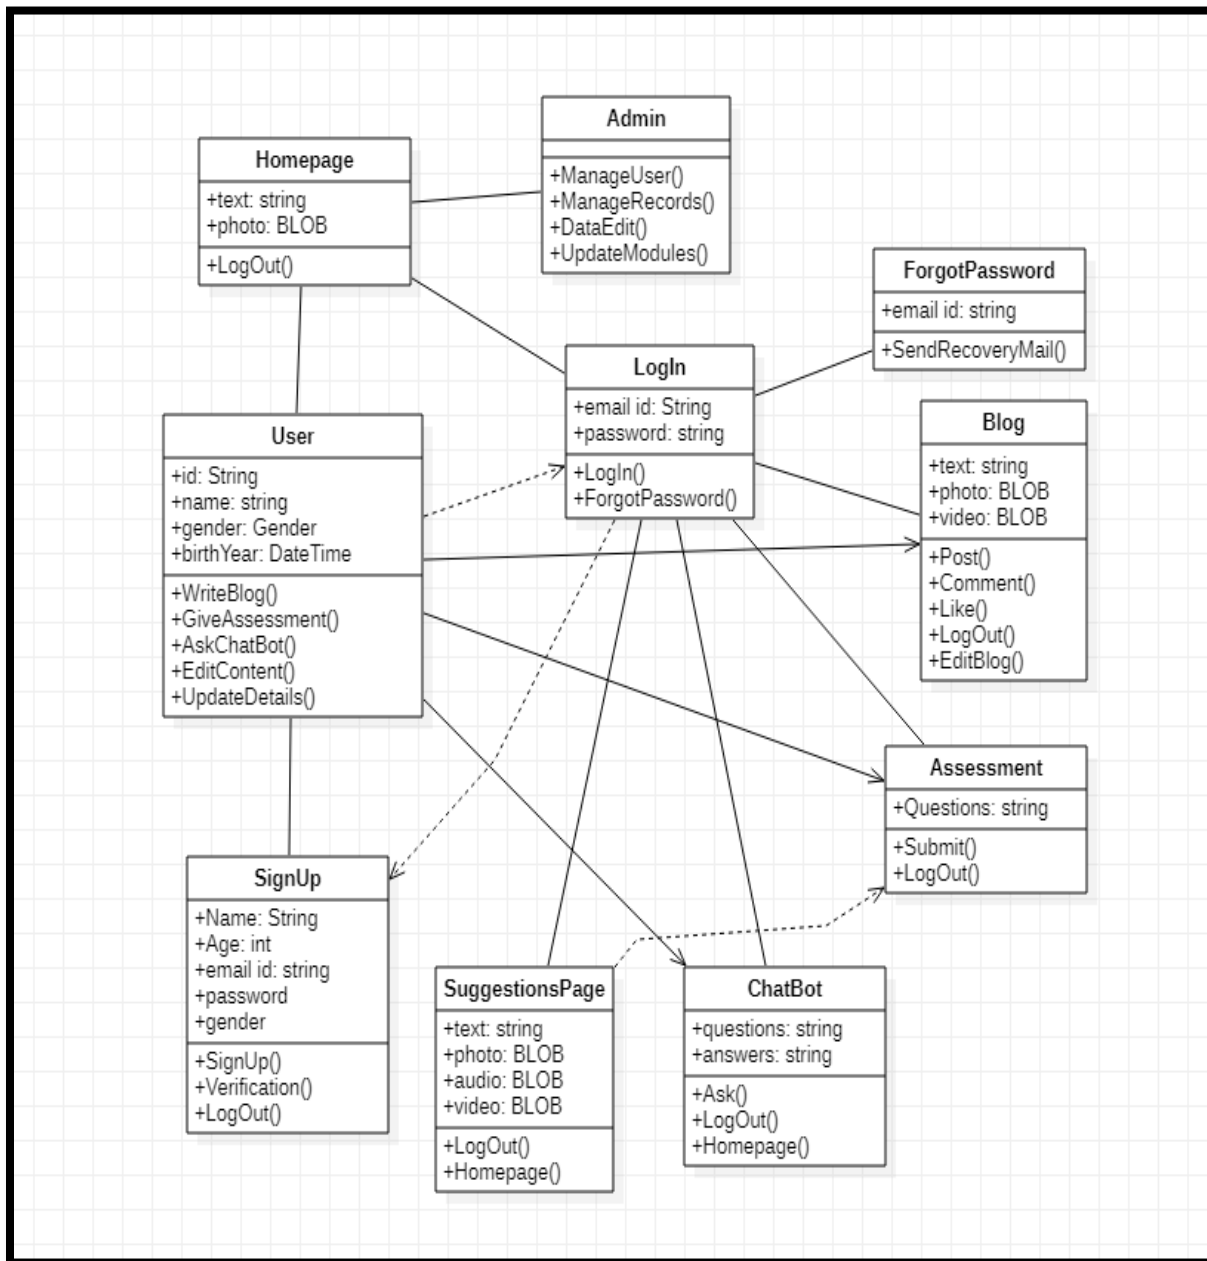 Admin
+ManageUser()
+ManageRecords()
+DataEdit()
+UpdateModules()
Homepage
+text: string
+photo: BLOB
+LogOut()
ForgotPassword
+email id: string
+SendRecoveryMail()
LogIn
+email id: String
+password: string
+LogIn()
+ForgotPassword()
Blog
+text: string
+photo: BLOB
+video: BLOB
+Post()
+Comment()
+Like()
+LogOut()
+EditBlog()
User
+id: String
+name: string
+gender: Gender
+birthYear: DateTime
+WriteBlog()
+GiveAssessment()
+AskChatBot()
+EditContent()
+UpdateDetails()
Assessment
+Questions: string
+Submit()
+LogOut()
SignUp
+Name: String
+Age: int
+email id: string
+password
+gender
+SignUp()
+Verification()
+LogOut()
SuggestionsPage
+text: string
+photo: BLOB
+audio: BLOB
+video: BLOB
+LogOut()
+Homepage()
ChatBot
+questions: string
+answers: string
+Ask()
+LogOut()
+Homepage()